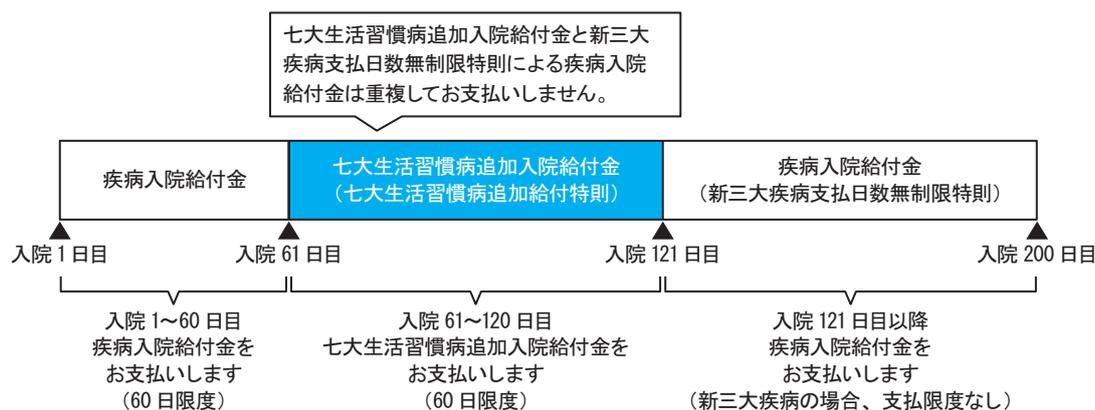 七大生活習慣病追加入院給付金と新三大
疾病支払日数無制限特則による疾病入院
給付金は重複してお支払いしません。
疾病入院給付金
七大生活習慣病追加入院給付金
（七大生活習慣病追加給付特則）
疾病入院給付金
（新三大疾病支払日数無制限特則）
入院 1 日目
入院 61 日目
入院 121 日目
入院 200 日目
入院 1〜60 日目
疾病入院給付金を
お支払いします
（60 日限度）
入院 61〜120 日目
七大生活習慣病追加入院給付金を
お支払いします
（60 日限度）
入院 121 日目以降
疾病入院給付金を
お支払いします
（新三大疾病の場合、支払限度なし）